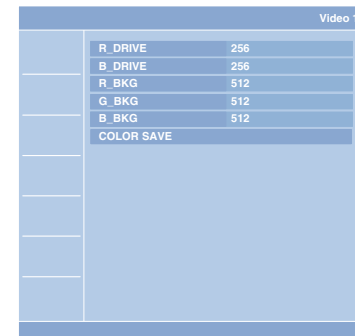 Video
R_DRIVE 256
B_DRIVE 256
R_BKG 512
G_BKG 512
B_BKG 512
COLOR SAVE